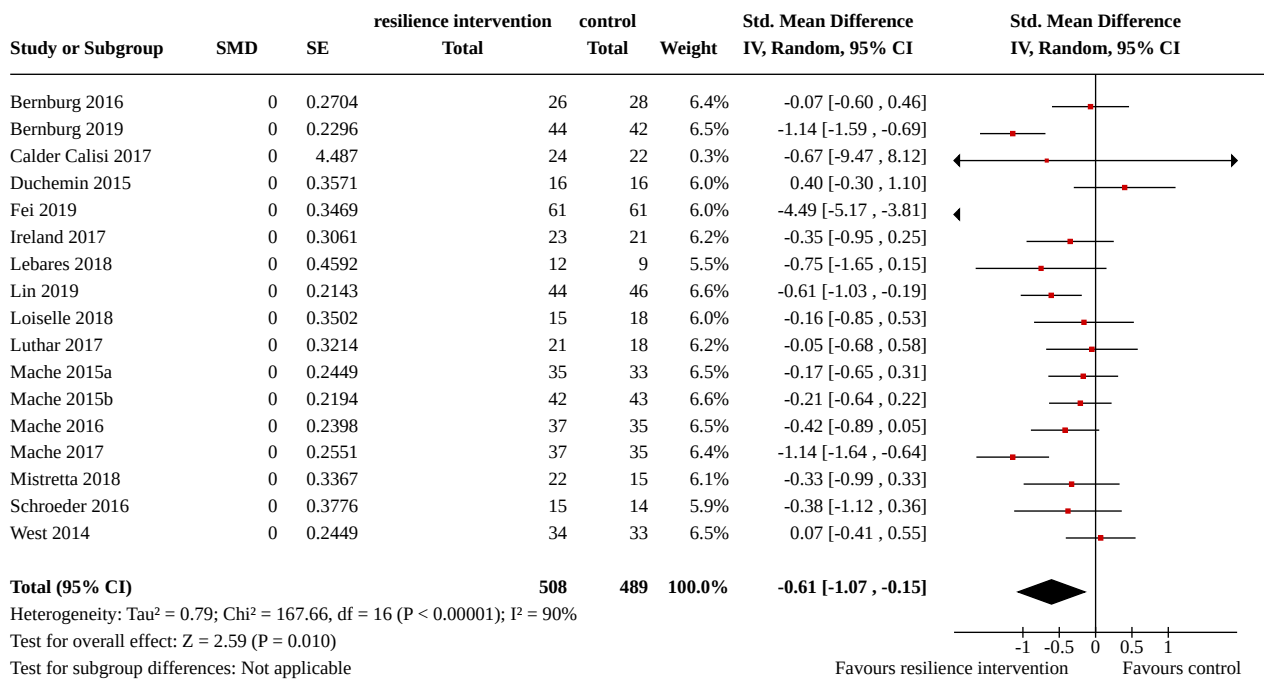 resilience intervention control Std. Mean Difference Std. Mean Difference
Study or Subgroup SMD SE Total Total Weight IV, Random, 95% CI IV, Random, 95% CI
Bernburg 2016 0 0.2704 26 28 6.4% -0.07 [-0.60 , 0.46]
Bernburg 2019 0 0.2296 44 42 6.5% -1.14 [-1.59 , -0.69]
Calder Calisi 2017 0 4.487 24 22 0.3% -0.67 [-9.47 , 8.12]
Duchemin 2015 0 0.3571 16 16 6.0% 0.40 [-0.30 , 1.10]
Fei 2019 0 0.3469 61 61 6.0% -4.49 [-5.17 , -3.81]
Ireland 2017 0 0.3061 23 21 6.2% -0.35 [-0.95 , 0.25]
Lebares 2018 0 0.4592 12 9 5.5% -0.75 [-1.65 , 0.15]
Lin 2019 0 0.2143 44 46 6.6% -0.61 [-1.03 , -0.19]
Loiselle 2018 0 0.3502 15 18 6.0% -0.16 [-0.85 , 0.53]
Luthar 2017 0 0.3214 21 18 6.2% -0.05 [-0.68 , 0.58]
Mache 2015a 0 0.2449 35 33 6.5% -0.17 [-0.65 , 0.31]
Mache 2015b 0 0.2194 42 43 6.6% -0.21 [-0.64 , 0.22]
Mache 2016 0 0.2398 37 35 6.5% -0.42 [-0.89 , 0.05]
Mache 2017 0 0.2551 37 35 6.4% -1.14 [-1.64 , -0.64]
Mistretta 2018 0 0.3367 22 15 6.1% -0.33 [-0.99 , 0.33]
Schroeder 2016 0 0.3776 15 14 5.9% -0.38 [-1.12 , 0.36]
West 2014 0 0.2449 34 33 6.5% 0.07 [-0.41 , 0.55]
Total (95% CI) 508 489 100.0% -0.61 [-1.07 , -0.15]
Heterogeneity: Tau² = 0.79; Chi² = 167.66, df = 16 (P < 0.00001); I² = 90%
Test for overall effect: Z = 2.59 (P = 0.010)
-1 -0.5 0 0.5 1
Test for subgroup differences: Not applicable
Favours resilience intervention Favours control